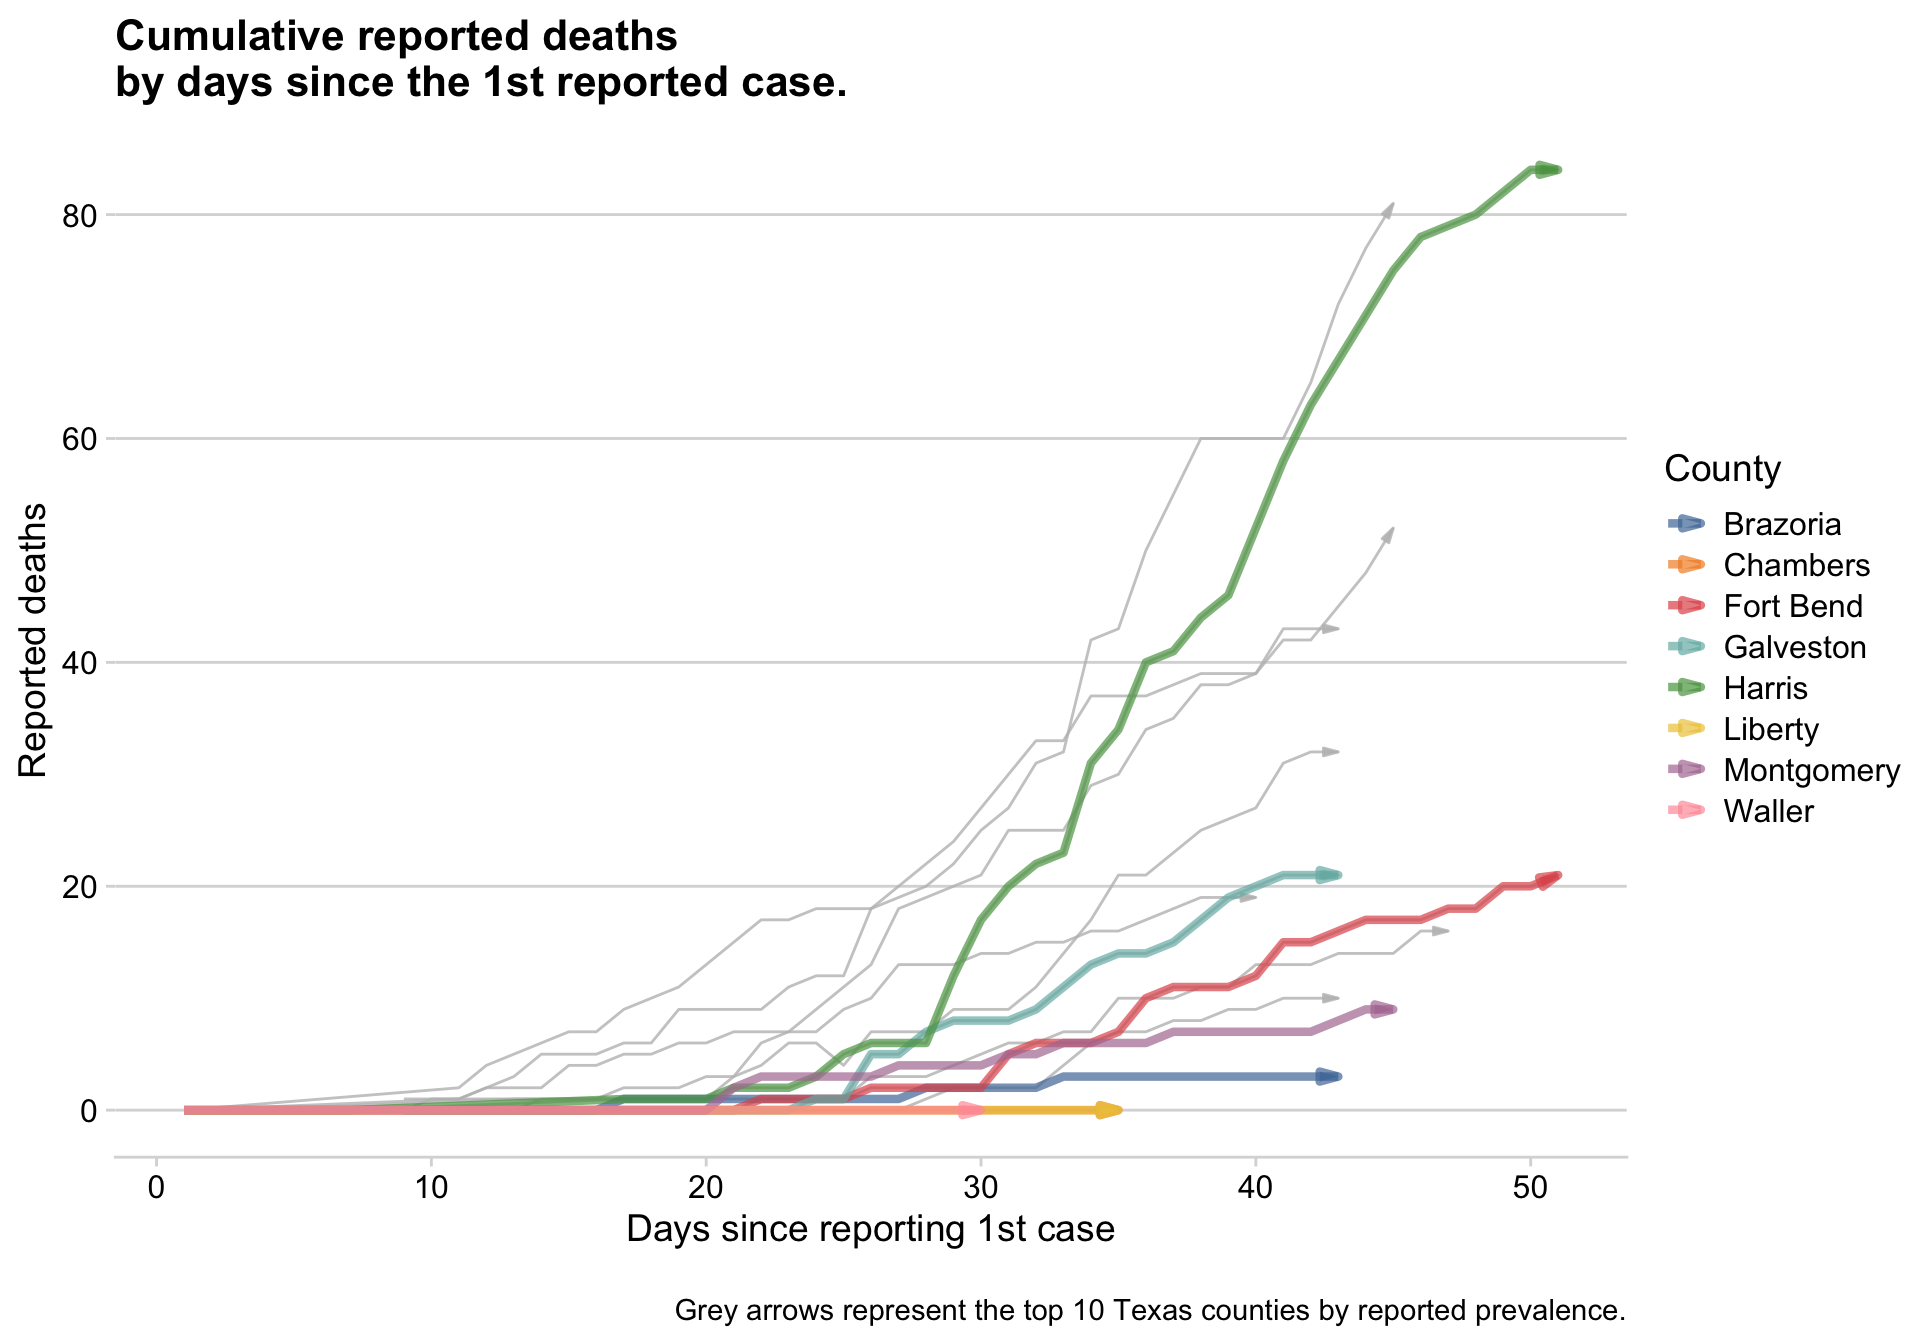 Cumulative reported deaths
by days since the 1st reported case.
Reported deaths
80
60
40
20
0
0 10 20 30 40 50
Days since reporting 1st case
County
Brazoria
Chambers
Fort Bend
Galveston
Harris
Liberty
Montgomery
Waller
Grey arrows represent the top 10 Texas counties by reported prevalence.